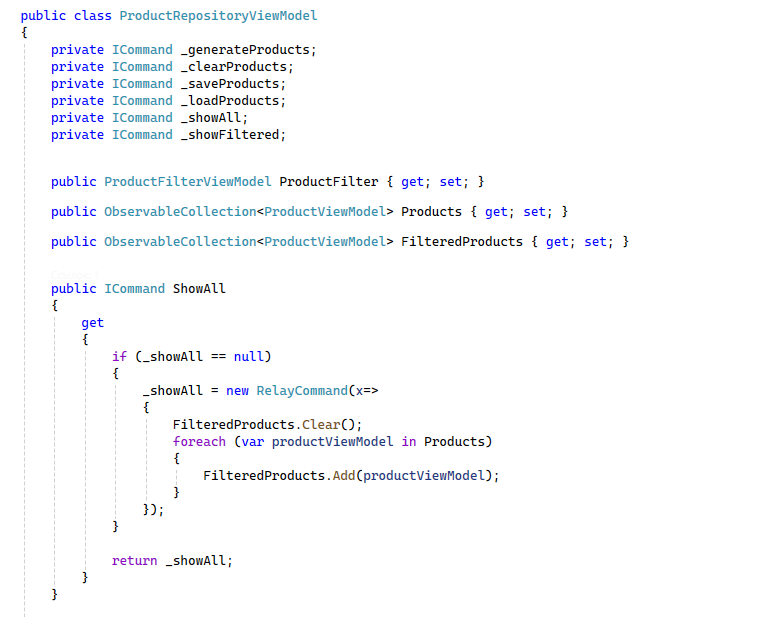 public class ProductRepositoryViewModel
{
private ICommand _generateProducts;
private ICommand _clearProducts;
private ICommand _saveProducts;
private ICommand _loadProducts;
private ICommand _showAll;
private ICommand _showFiltered;
public ProductFilterViewModel ProductFilter { get; set; }
public ObservableCollection<ProductViewModel> Products { get; set; }
public ObservableCollection<ProductViewModel> FilteredProducts { get; set; }
public ICommand ShowAll
{
get
{
if (_showAll == null)
{
_showAll = new RelayCommand(x=>
{
FilteredProducts.Clear();
foreach (var productViewModel in Products)
{
FilteredProducts.Add(productViewModel);
}
});
}
return _showAll;
}
}